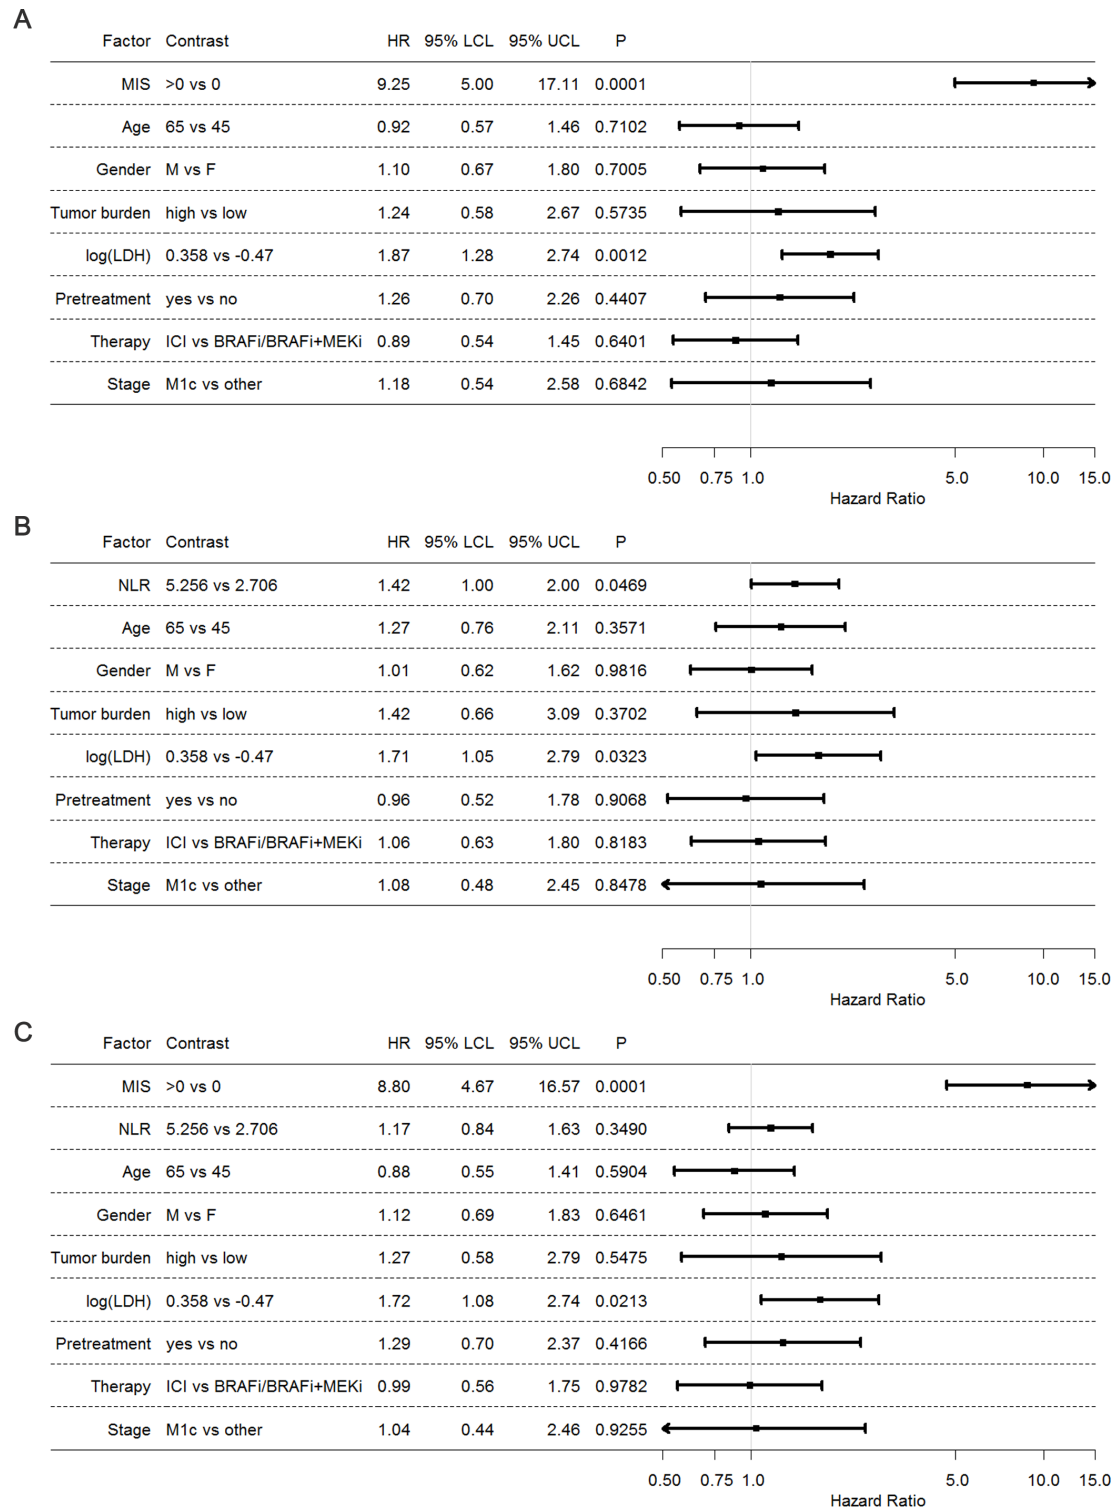 A
Factor Contrast HR 95% LCL 95% UCL P
MIS >0 vs 0 9.25 5.00 17.11 0.0001
Age 65 vs 45 0.92 0.57 1.46 0.7102
Gender M vs F 1.10 0.67 1.80 0.7005
Tumor burden high vs low 1.24 0.58 2.67 0.5735
log(LDH) 0.358 vs -0.47 1.87 1.28 2.74 0.0012
Pretreatment yes vs no 1.26 0.70 2.26 0.4407
Therapy ICI vs BRAFi/BRAFi+MEKi 0.89 0.54 1.45 0.6401
Stage M1c vs other 1.18 0.54 2.58 0.6842
0.50 0.75 1.0 5.0 10.0 15.0
Hazard Ratio
B
Factor Contrast HR 95% LCL 95% UCL P
NLR 5.256 vs 2.706 1.42 1.00 2.00 0.0469
Age 65 vs 45 1.27 0.76 2.11 0.3571
Gender M vs F 1.01 0.62 1.62 0.9816
Tumor burden high vs low 1.42 0.66 3.09 0.3702
log(LDH) 0.358 vs -0.47 1.71 1.05 2.79 0.0323
Pretreatment yes vs no 0.96 0.52 1.78 0.9068
Therapy ICI vs BRAFi/BRAFi+MEKi 1.06 0.63 1.80 0.8183
Stage M1c vs other 1.08 0.48 2.45 0.8478
0.50 0.75 1.0 5.0 10.0 15.0
Hazard Ratio
C
Factor Contrast HR 95% LCL 95% UCL P
MIS >0 vs 0 8.80 4.67 16.57 0.0001
NLR 5.256 vs 2.706 1.17 0.84 1.63 0.3490
Age 65 vs 45 0.88 0.55 1.41 0.5904
Gender M vs F 1.12 0.69 1.83 0.6461
Tumor burden high vs low 1.27 0.58 2.79 0.5475
log(LDH) 0.358 vs -0.47 1.72 1.08 2.74 0.0213
Pretreatment yes vs no 1.29 0.70 2.37 0.4166
Therapy ICI vs BRAFi/BRAFi+MEKi 0.99 0.56 1.75 0.9782
Stage M1c vs other 1.04 0.44 2.46 0.9255
0.50 0.75 1.0 5.0 10.0 15.0
Hazard Ratio